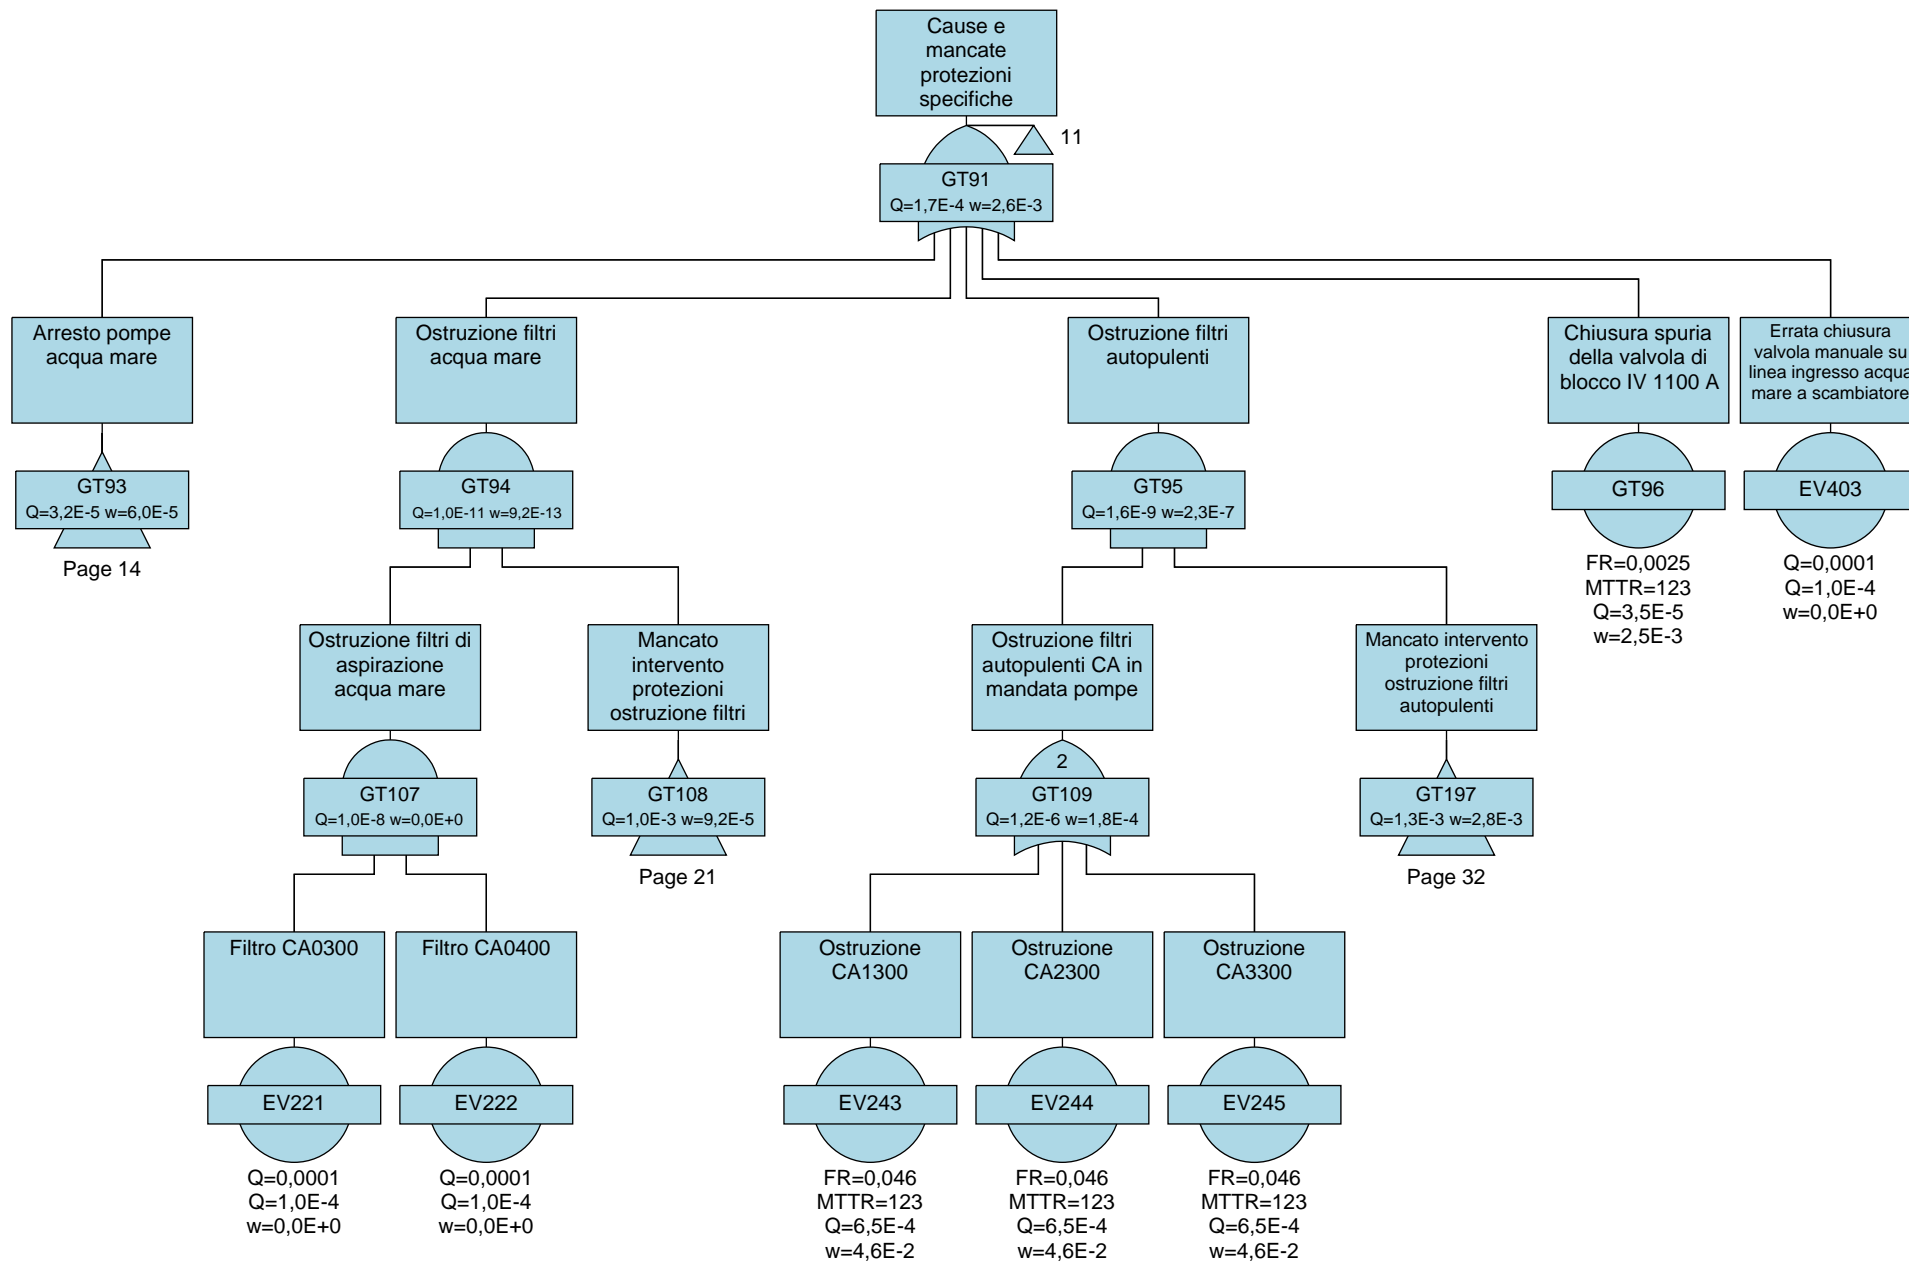 Cause e
mancate
protezioni
specifiche
11
GT91
Q=1,7E-4 w=2,6E-3
Arresto pompe
acqua mare
GT93
Q=3,2E-5 w=6,0E-5
Page 14
Ostruzione filtri
acqua mare
GT94
Q=1,0E-11 w=9,2E-13
Ostruzione filtri
autopulenti
GT95
Q=1,6E-9 w=2,3E-7
Chiusura spuria
della valvola di
blocco IV 1100 A
GT96
FR=0,0025
MTTR=123
Q=3,5E-5
w=2,5E-3
Errata chiusura
valvola manuale su
linea ingresso acqua
mare a scambiatore
EV403
Q=0,0001
Q=1,0E-4
w=0,0E+0
Ostruzione filtri di
aspirazione
acqua mare
GT107
Q=1,0E-8 w=0,0E+0
Mancato
intervento
protezioni
ostruzione filtri
GT108
Q=1,0E-3 w=9,2E-5
Page 21
Ostruzione filtri
autopulenti CA in
mandata pompe
2
GT109
Q=1,2E-6 w=1,8E-4
Mancato intervento
protezioni
ostruzione filtri
autopulenti
GT197
Q=1,3E-3 w=2,8E-3
Page 32
Filtro CA0300
EV221
Q=0,0001
Q=1,0E-4
w=0,0E+0
Filtro CA0400
EV222
Q=0,0001
Q=1,0E-4
w=0,0E+0
Ostruzione
CA1300
EV243
FR=0,046
MTTR=123
Q=6,5E-4
w=4,6E-2
Ostruzione
CA2300
EV244
FR=0,046
MTTR=123
Q=6,5E-4
w=4,6E-2
Ostruzione
CA3300
EV245
FR=0,046
MTTR=123
Q=6,5E-4
w=4,6E-2